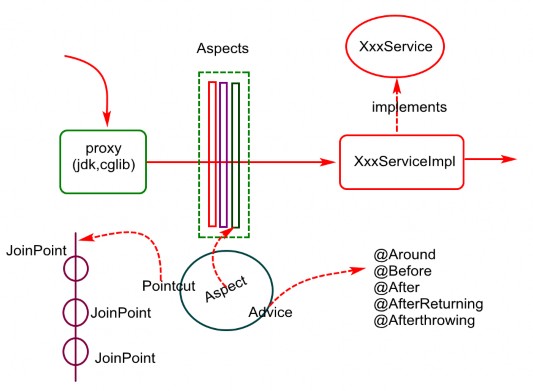 XxxService
Aspects
implements
proxy
(jdk,cglib)
XxxServiceImpl
JoinPoint
Pointcut
Aspect
Advice
JoinPoint
JoinPoint
@Around
@Before
@After
@AfterReturning
@Afterthrowing